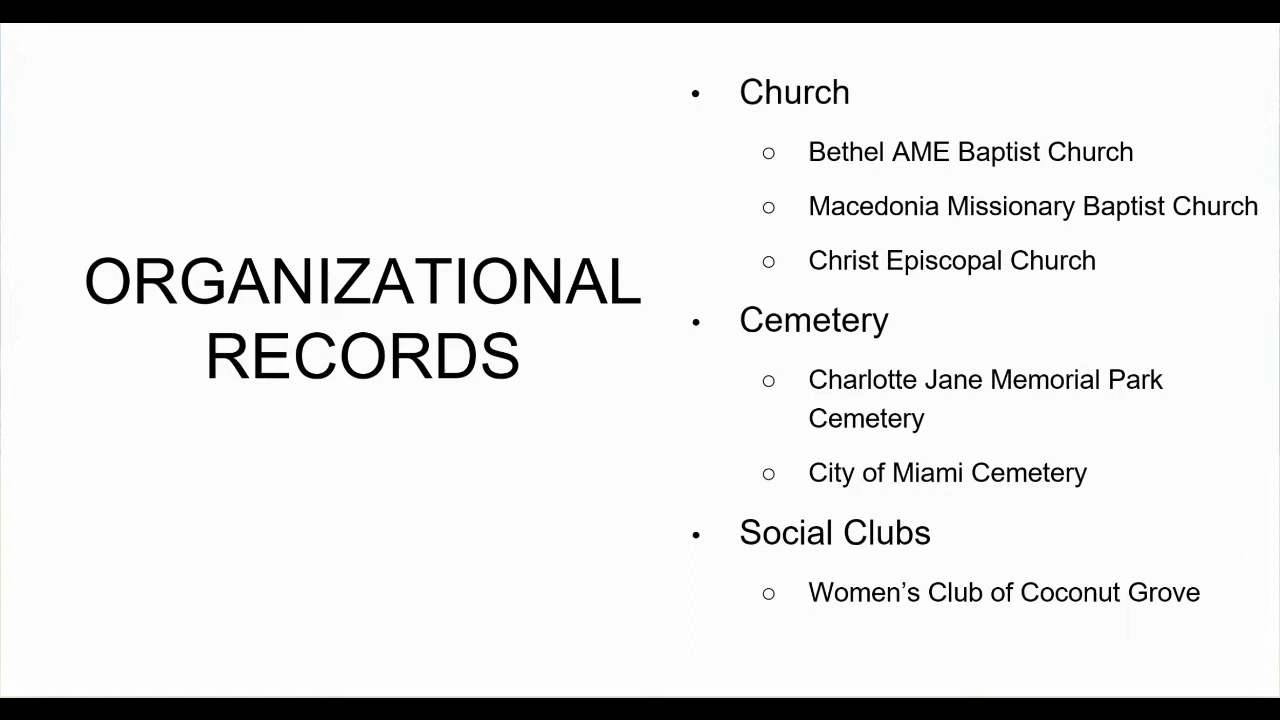 ORGANIZATIONAL
RECORDS
• Church
○ Bethel AME Baptist Church
○ Macedonia Missionary Baptist Church
○ Christ Episcopal Church
• Cemetery
○ Charlotte Jane Memorial Park
Cemetery
○ City of Miami Cemetery
• Social Clubs
○ Women’s Club of Coconut Grove